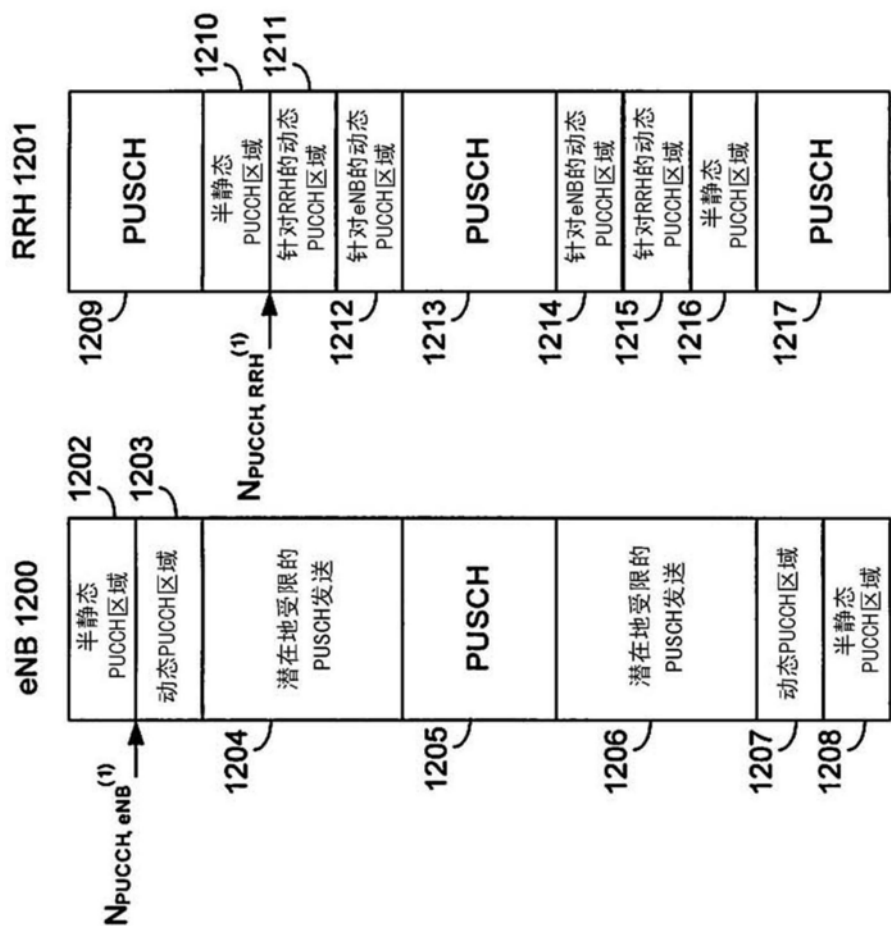 eNB 1200
半静态
PUCCH区域
1202
N_PUCCH, eNB^(1)
动态PUCCH区域
1203
潜在地受限的
PUSCH发送
1204
PUSCH
1205
潜在地受限的
PUSCH发送
1206
动态PUCCH区域
1207
半静态
PUCCH区域
1208
RRH 1201
PUSCH
1209
半静态
PUCCH区域
1210
N_PUCCH, RRH^(1)
针对RRH的动态
PUCCH区域
1211
针对eNB的动态
PUCCH区域
1212
PUSCH
1213
针对eNB的动态
PUCCH区域
1214
针对RRH的动态
PUCCH区域
1215
半静态
PUCCH区域
1216
PUSCH
1217